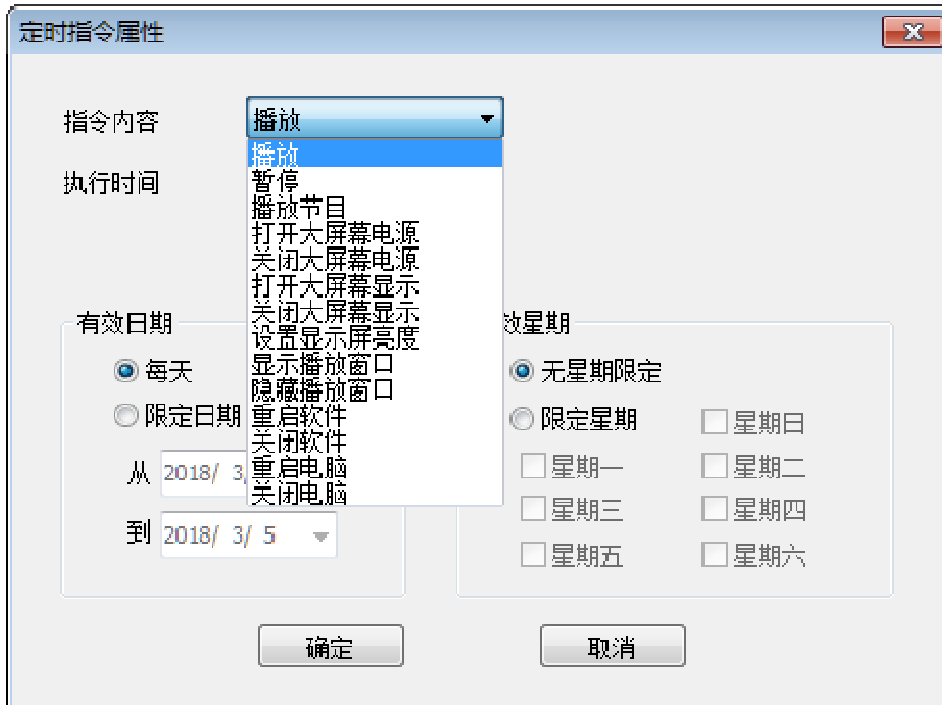 定时指令属性
指令内容
播放
播放
暂停
播放节目
打开大屏幕电源
关闭大屏幕电源
打开大屏幕显示
关闭大屏幕显示
设置显示屏亮度
显示播放窗口
隐藏播放窗口
重启软件
关闭软件
重启电脑
关闭电脑
执行时间
有效日期
每天
限定日期
从 2018/ 3/
到 2018/ 3/ 5
效星期
无星期限定
限定星期 星期日
星期一 星期二
星期三 星期四
星期五 星期六
确定 取消